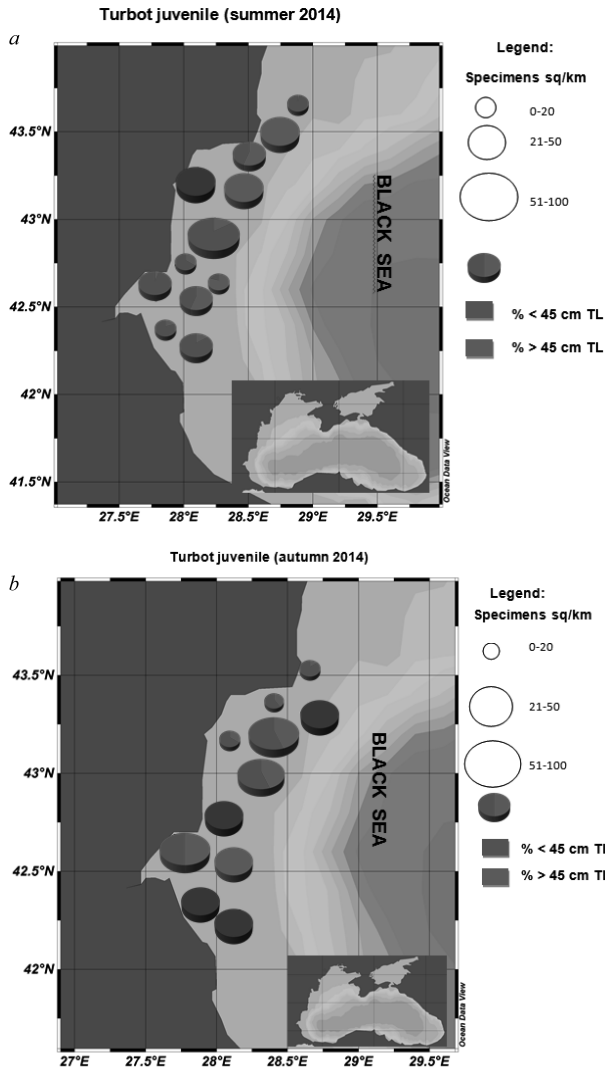 Turbot juvenile (summer 2014)
a
Legend:
Specimens sq/km
0-20
21-50
51-100
% < 45 cm TL
% > 45 cm TL
43.5°N
43°N
42.5°N
42°N
41.5°N
BLACK SEA
Ocean Data View
27.5°E 28°E 28.5°E 29°E 29.5°E
Turbot juvenile (autumn 2014)
b
Legend:
Specimens sq/km
0-20
21-50
51-100
% < 45 cm Tl
% > 45 cm Tl
43.5°N
43°N
42.5°N
42°N
BLACK SEA
Ocean Data View
27°E 27.5°E 28°E 28.5°E 29°E 29.5°E